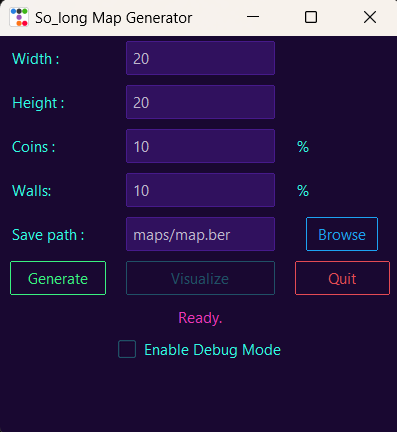 So_long Map Generator
Width : 20
Height : 20
Coins : 10 %
Walls: 10 %
Save path : maps/map.ber Browse
Generate Visualize Quit
Ready.
Enable Debug Mode